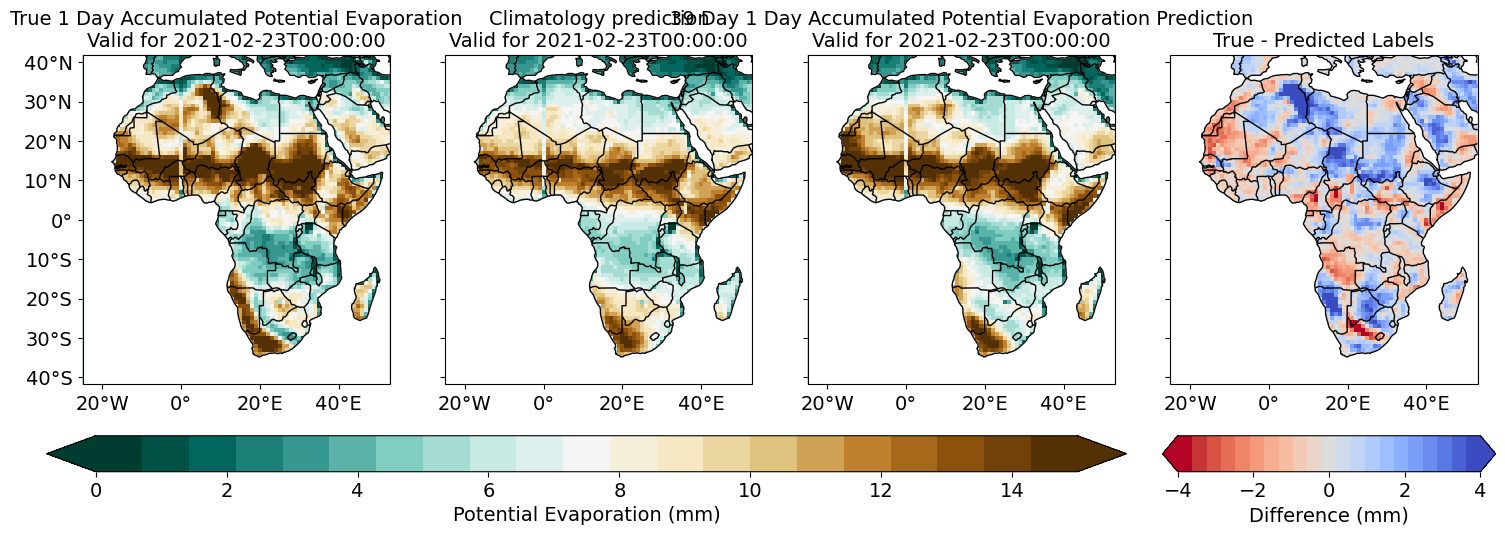 True 1 Day Accumulated Potential Evaporation
Valid for 2021-02-23T00:00:00
Climatology prediction
Valid for 2021-02-23T00:00:00
39 Day 1 Day Accumulated Potential Evaporation Prediction
Valid for 2021-02-23T00:00:00
True - Predicted Labels
40°N
30°N
20°N
10°N
0°
10°S
20°S
30°S
40°S
20°W 0° 20°E 40°E
20°W 0° 20°E 40°E
20°W 0° 20°E 40°E
20°W 0° 20°E 40°E
0 2 4 6 8 10 12 14
Potential Evaporation (mm)
−4 −2 0 2 4
Difference (mm)